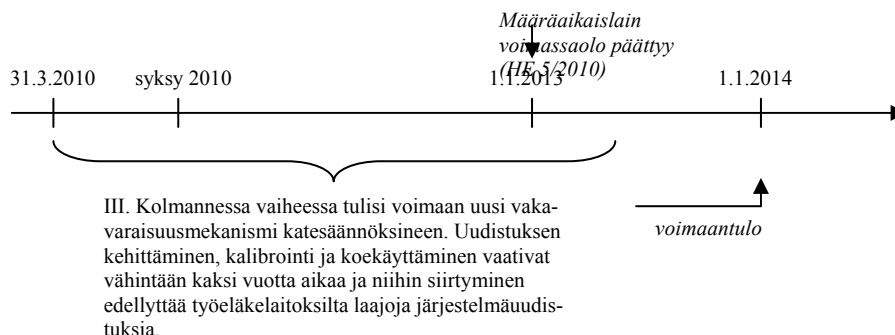 Määräaikaislain
voimassaolo päättyy
(HE 5/2010)
31.3.2010 syksy 2010 1.1.2013 1.1.2014
III. Kolmannessa vaiheessa tulisi voimaan uusi vaka-
varaisuusmekanismi katesäännöksineen. Uudistuksen
kehittäminen, kalibrointi ja koekäyttäminen vaativat
vähintään kaksi vuotta aikaa ja niihin siirtyminen
edellyttää työeläkelaitoksilta laajoja järjestelmäuudis-
tuksia.
voimaantulo